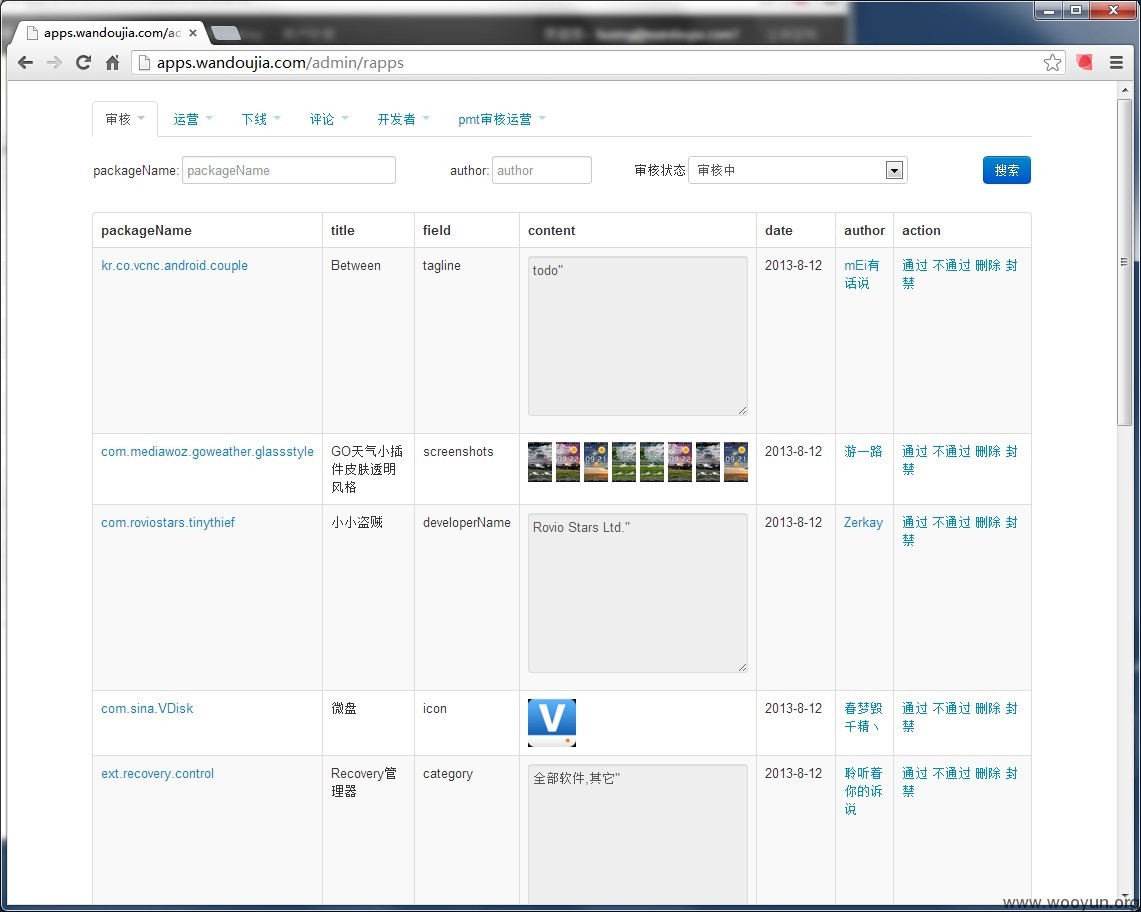 apps.wandoujia.com/ad
apps.wandoujia.com/admin/rapps
审核 运营 下线 评论 开发者 pmt审核运营
packageName: packageName author: author 审核状态 审核中 搜索
packageName title field content date author action
kr.co.vcnc.android.couple Between tagline todo" 2013-8-12 mEi有 通过 不通过 删除 封
话说 禁
com.mediawoz.goweather.glassstyle GO天气小插 screenshots 2013-8-12 游一路 通过 不通过 删除 封
件皮肤透明 禁
风格
com.roviostars.tinythief 小小盗贼 developerName Rovio Stars Ltd." 2013-8-12 Zerkay 通过 不通过 删除 封
禁
com.sina.VDisk 微盘 icon V 2013-8-12 春梦毁 通过 不通过 删除 封
千精丶 禁
ext.recovery.control Recovery管 category 全部软件,其它" 2013-8-12 聆听着 通过 不通过 删除 封
理器 你的诉 禁
说
www.wooyun.org